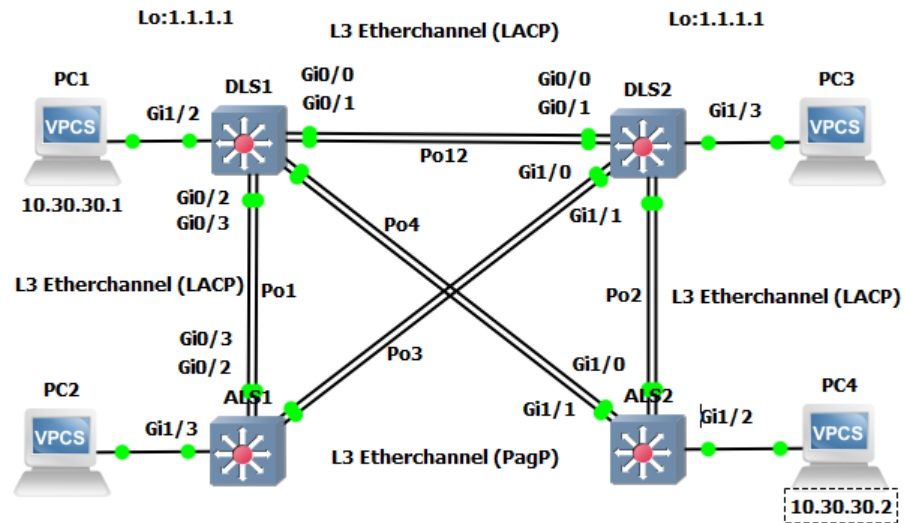 Lo:1.1.1.1
L3 Etherchannel (LACP)
Lo:1.1.1.1
PC1
DLS1
Gi0/0
Gi0/1
Gi0/0
Gi0/1
DLS2
PC3
VPCS
Gi1/2
Gi1/3
VPCS
Po12
10.30.30.1
Gi0/2
Gi0/3
Gi1/0
Gi1/1
Po4
L3 Etherchannel (LACP)
Po1
Po2
L3 Etherchannel (LACP)
Gi0/3
Gi0/2
Po3
Gi1/0
Gi1/1
PC2
ALS1
ALS2
PC4
VPCS
Gi1/3
Gi1/2
VPCS
L3 Etherchannel (PagP)
10.30.30.2